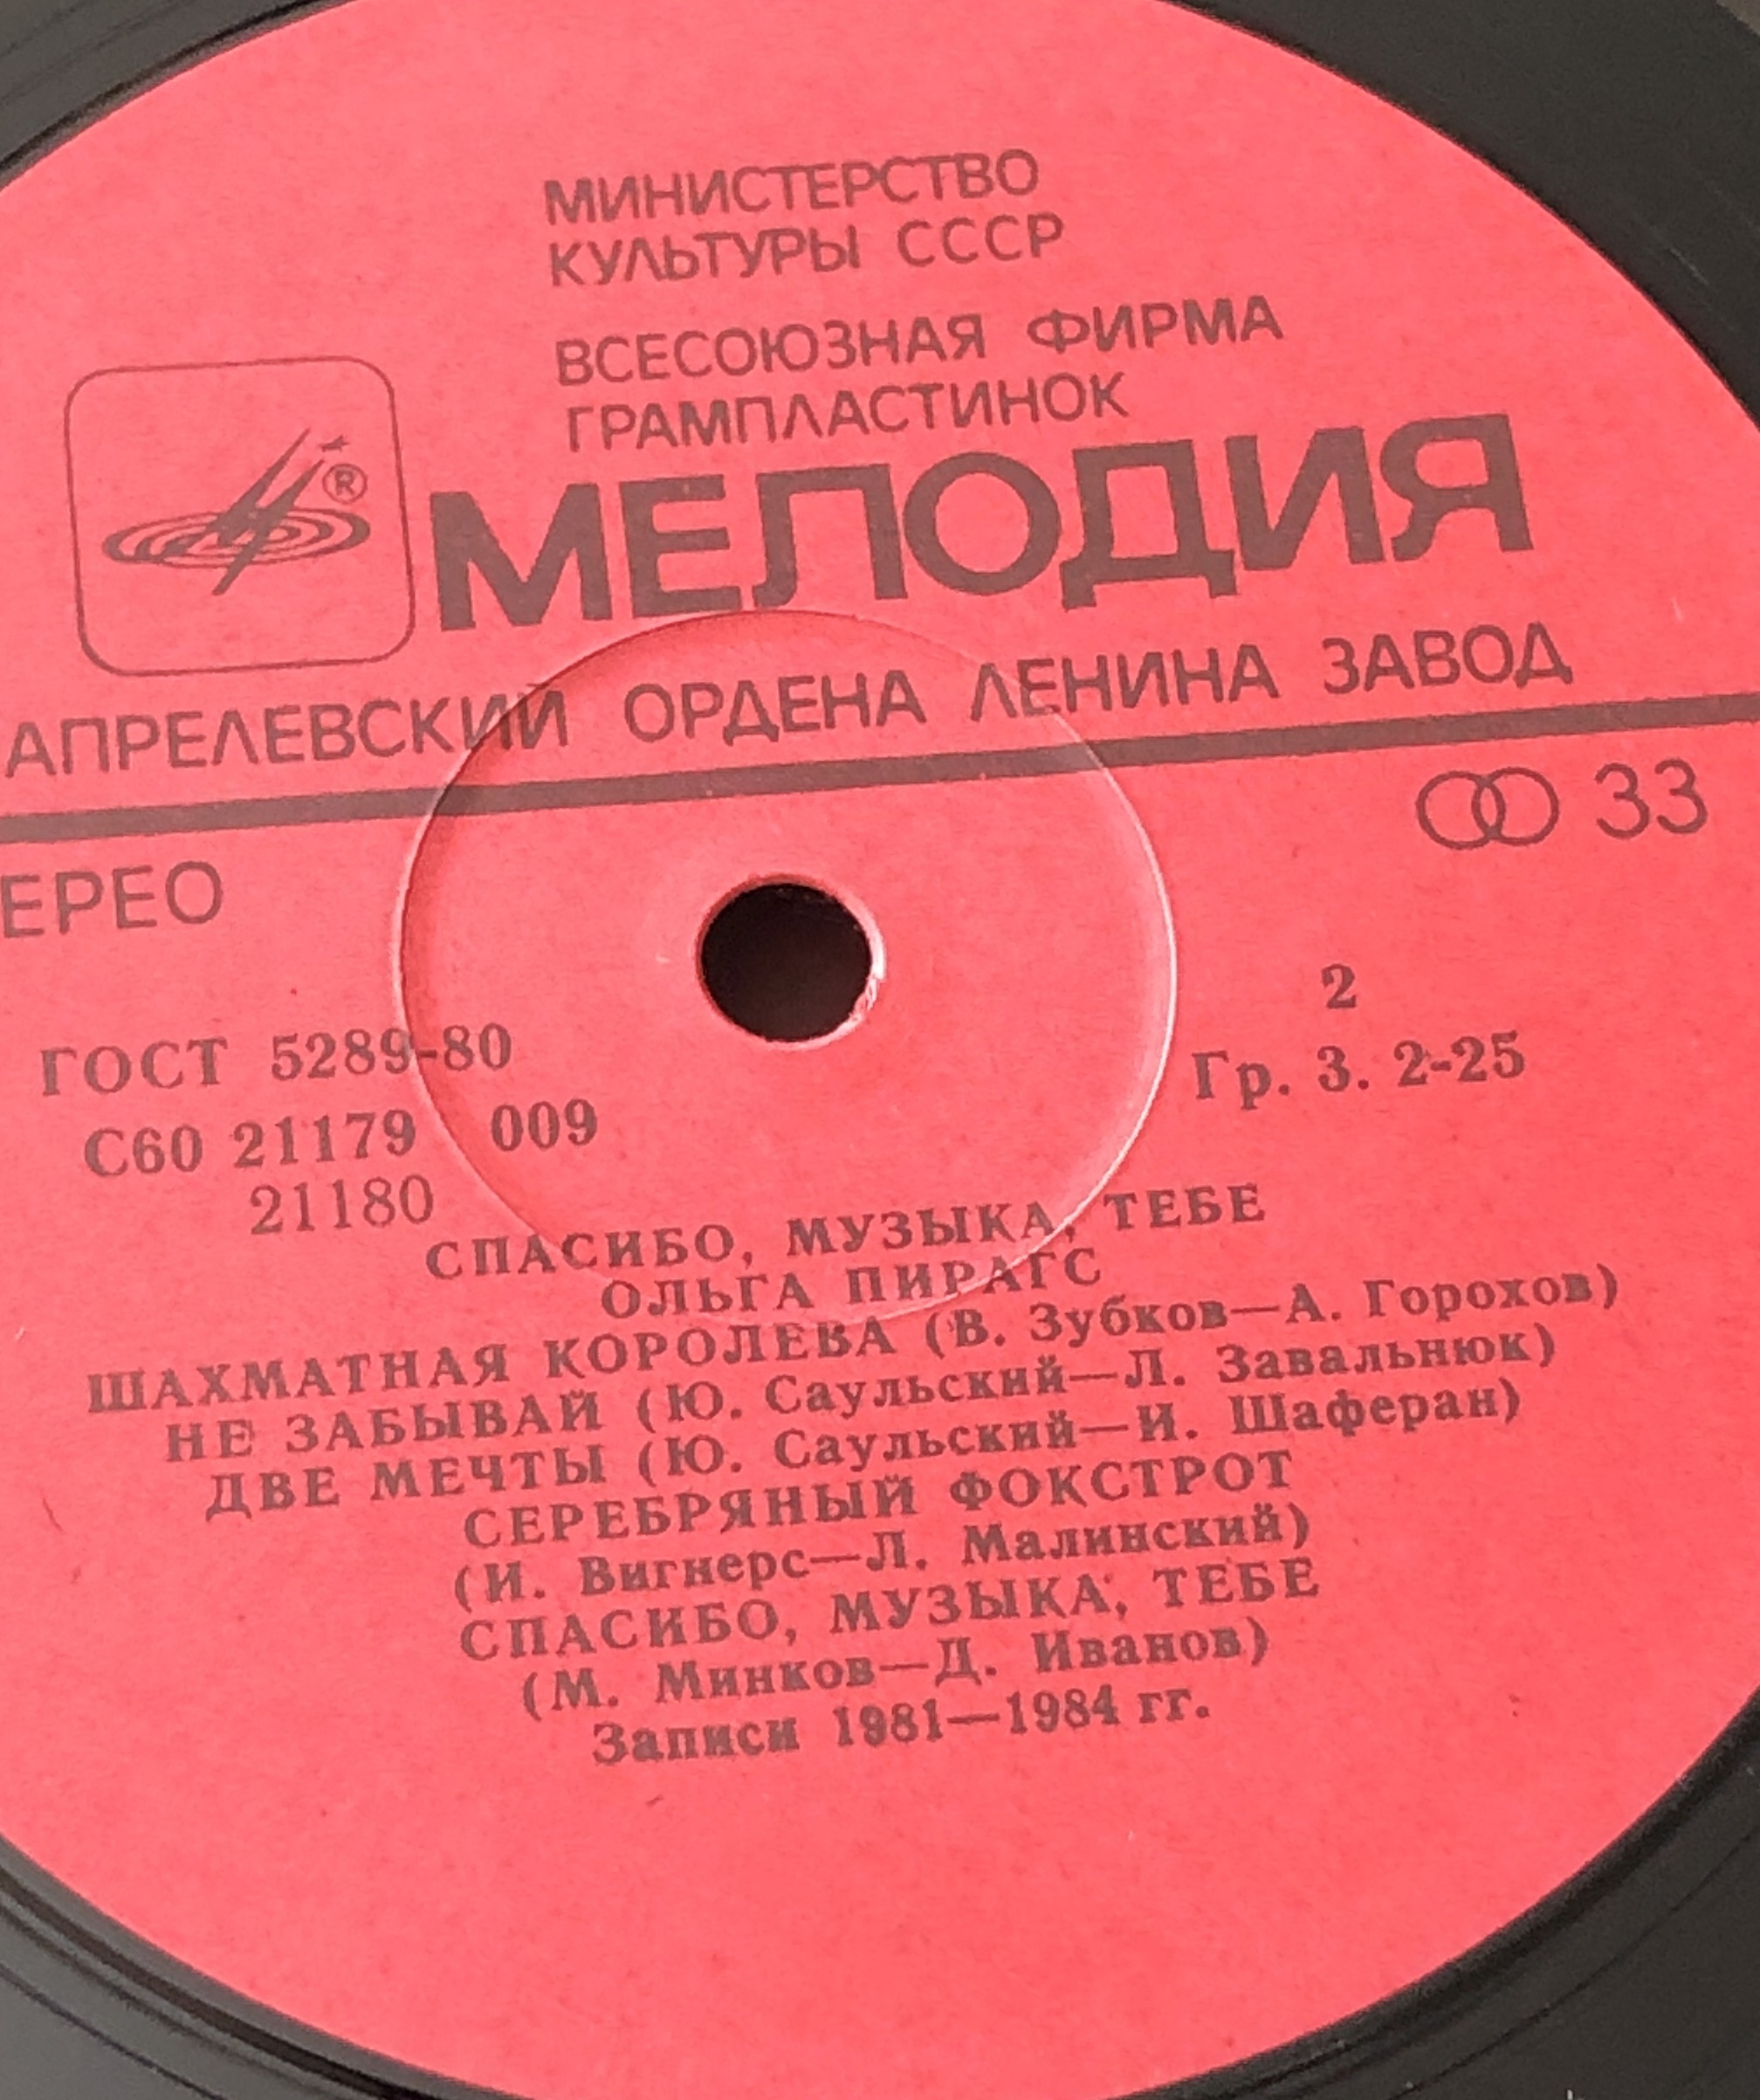 МИНИСТЕРСТВО
КУЛЬТУРЫ СССР
ВСЕСОЮЗНАЯ ФИРМА
ГРАМПЛАСТИНОК
®
МЕЛОДИЯ
АПРЕЛЕВСКИЙ ОРДЕНА ЛЕНИНА ЗАВОД
33
ЕРЕО
2
ГОСТ 5289-80
Гр. 3. 2-25
С60 21179 009
21180
СПАСИБО, МУЗЫКА, ТЕБЕ
ОЛЬГА ПИРАГС
ШАХМАТНАЯ КОРОЛЕВА (В. Зубков—А. Горохов)
НЕ ЗАБЫВАЙ (Ю. Саульский—Л. Завальнюк)
ДВЕ МЕЧТЫ (Ю. Саульский—И. Шаферан)
СЕРЕБРЯНЫЙ ФОКСТРОТ
(И. Вигнерс—Л. Малинский)
СПАСИБО, МУЗЫКА, ТЕБЕ
(М. Минков—Д. Иванов)
Записи 1981—1984 гг.